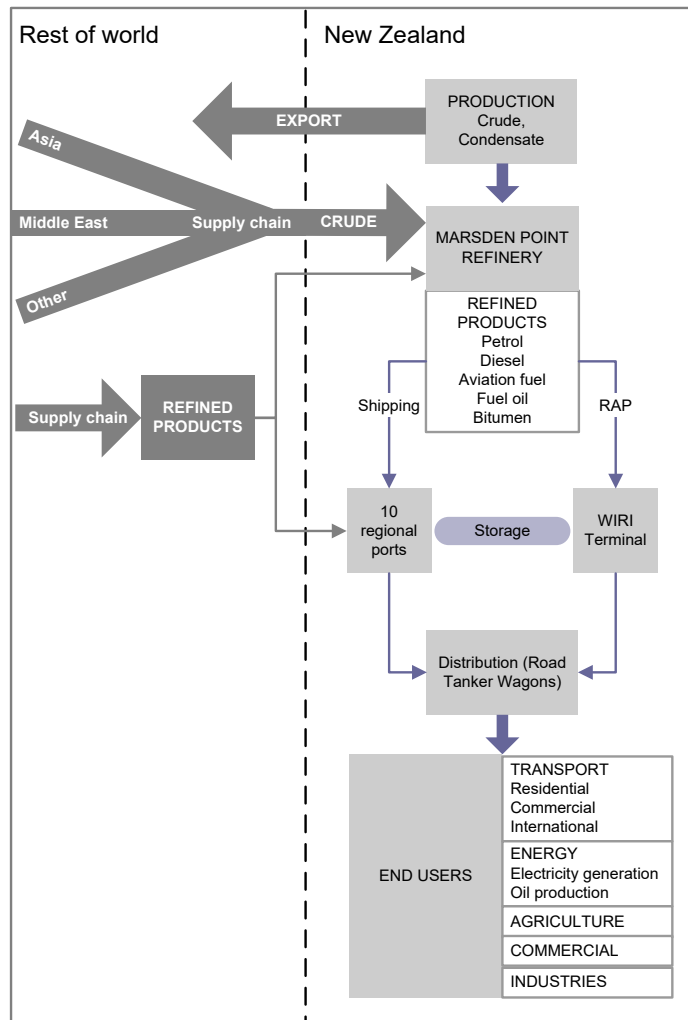 Rest of world
New Zealand
PRODUCTION
Crude,
Condensate
EXPORT
Asia
Middle East
Supply chain
CRUDE
Other
MARSDEN POINT
REFINERY
REFINED
PRODUCTS
Petrol
Diesel
Aviation fuel
Fuel oil
Bitumen
Supply chain
REFINED
PRODUCTS
Shipping
RAP
10
regional
ports
Storage
WIRI
Terminal
Distribution (Road
Tanker Wagons)
END USERS
TRANSPORT
Residential
Commercial
International
ENERGY
Electricity generation
Oil production
AGRICULTURE
COMMERCIAL
INDUSTRIES